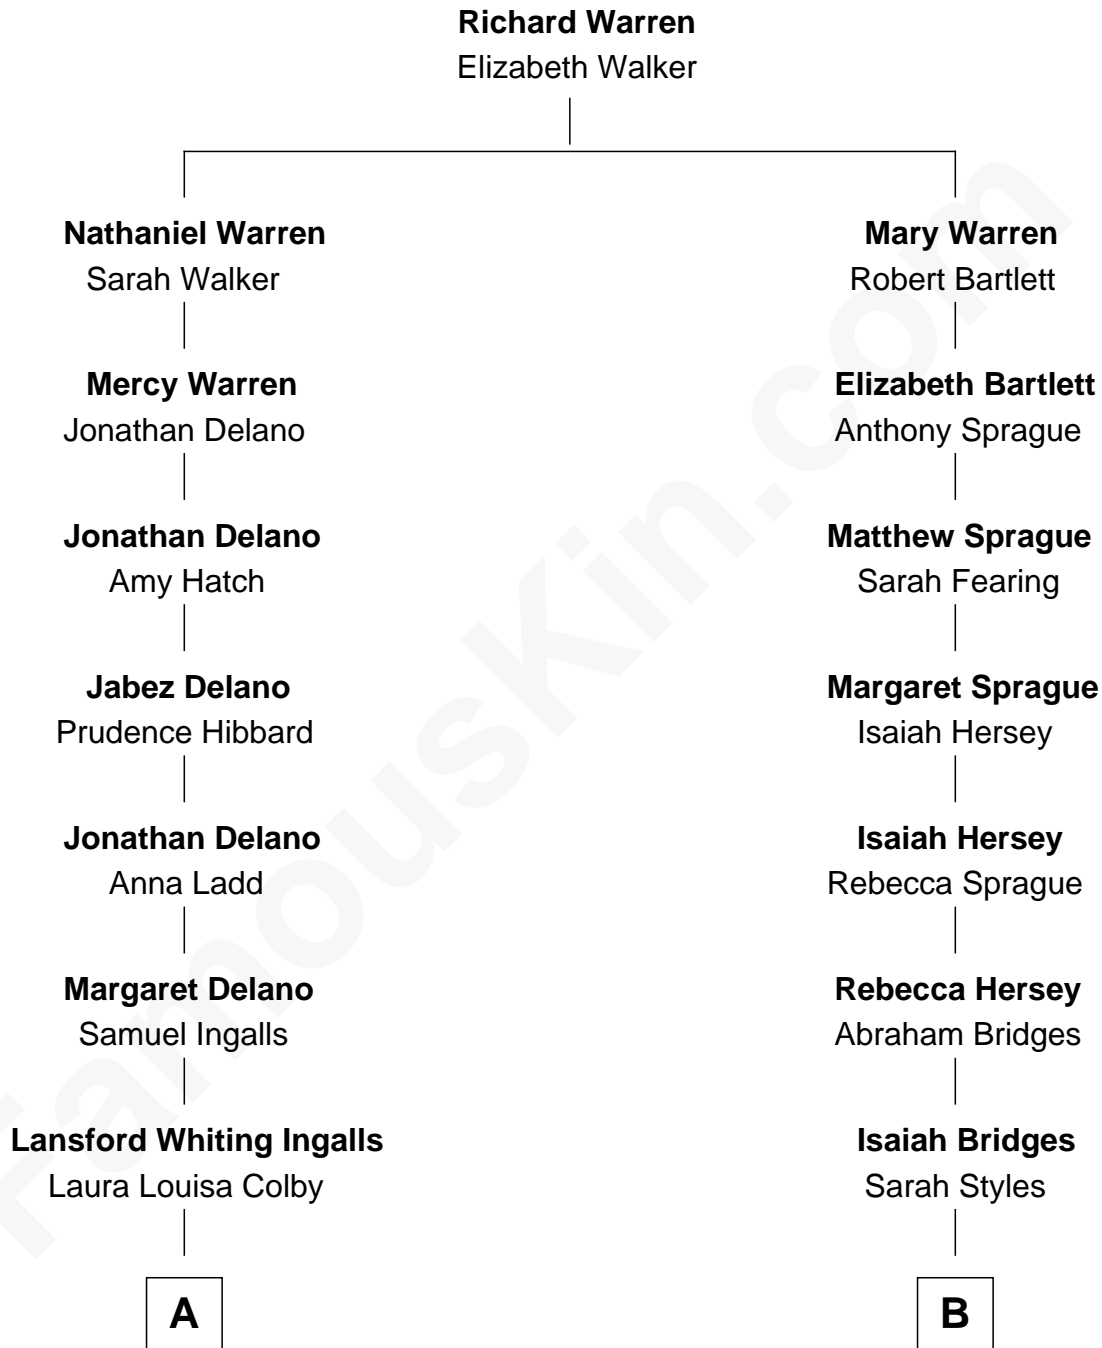 Richard Warren
Elizabeth Walker
Nathaniel Warren
Sarah Walker
Mercy Warren
Jonathan Delano
Jonathan Delano
Amy Hatch
Jabez Delano
Prudence Hibbard
Jonathan Delano
Anna Ladd
Margaret Delano
Samuel Ingalls
Lansford Whiting Ingalls
Laura Louisa Colby
A
Mary Warren
Robert Bartlett
Elizabeth Bartlett
Anthony Sprague
Matthew Sprague
Sarah Fearing
Margaret Sprague
Isaiah Hersey
Isaiah Hersey
Rebecca Sprague
Rebecca Hersey
Abraham Bridges
Isaiah Bridges
Sarah Styles
B
FamousKin.com